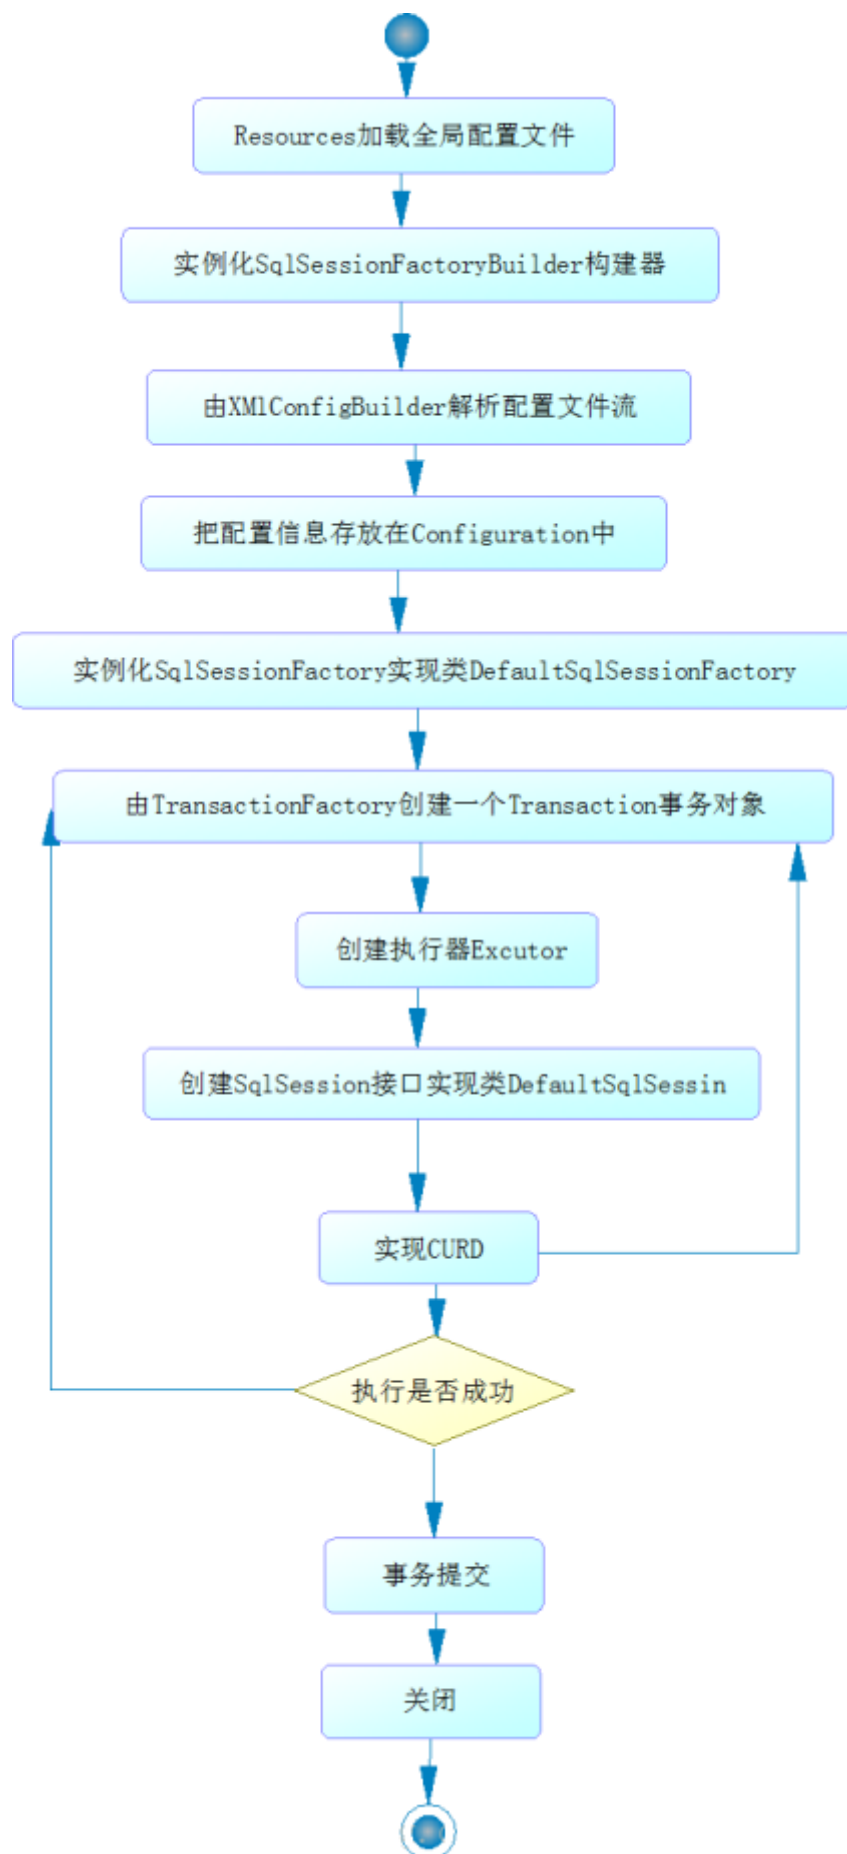 Resources加载全局配置文件
实例化SqlSessionFactoryBuilder构建器
由XMlConfigBuilder解析配置文件流
把配置信息存放在Configuration中
实例化SqlSessionFactory实现类DefaultSqlSessionFactory
由TransactionFactory创建一个Transaction事务对象
创建执行器Excutor
创建SqlSession接口实现类DefaultSqlSessin
实现CURD
执行是否成功
事务提交
关闭